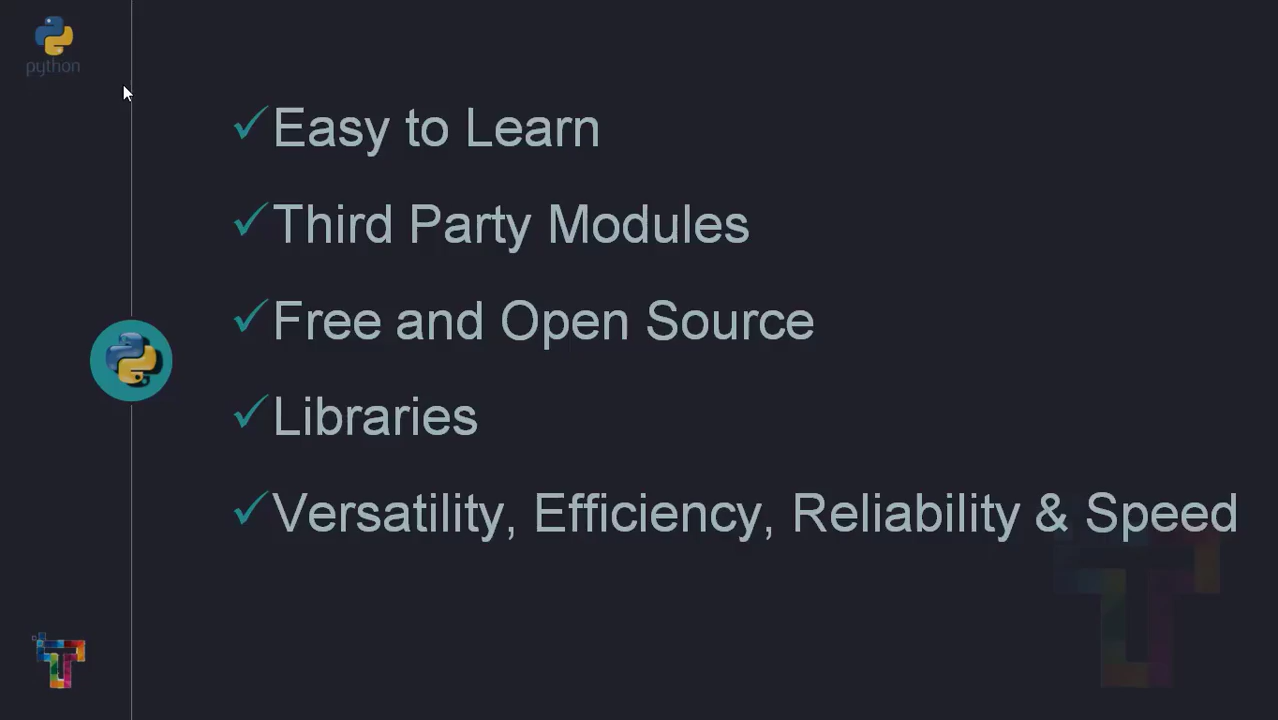 python
Easy to Learn
Third Party Modules
Free and Open Source
Libraries
Versatility, Efficiency, Reliability & Speed